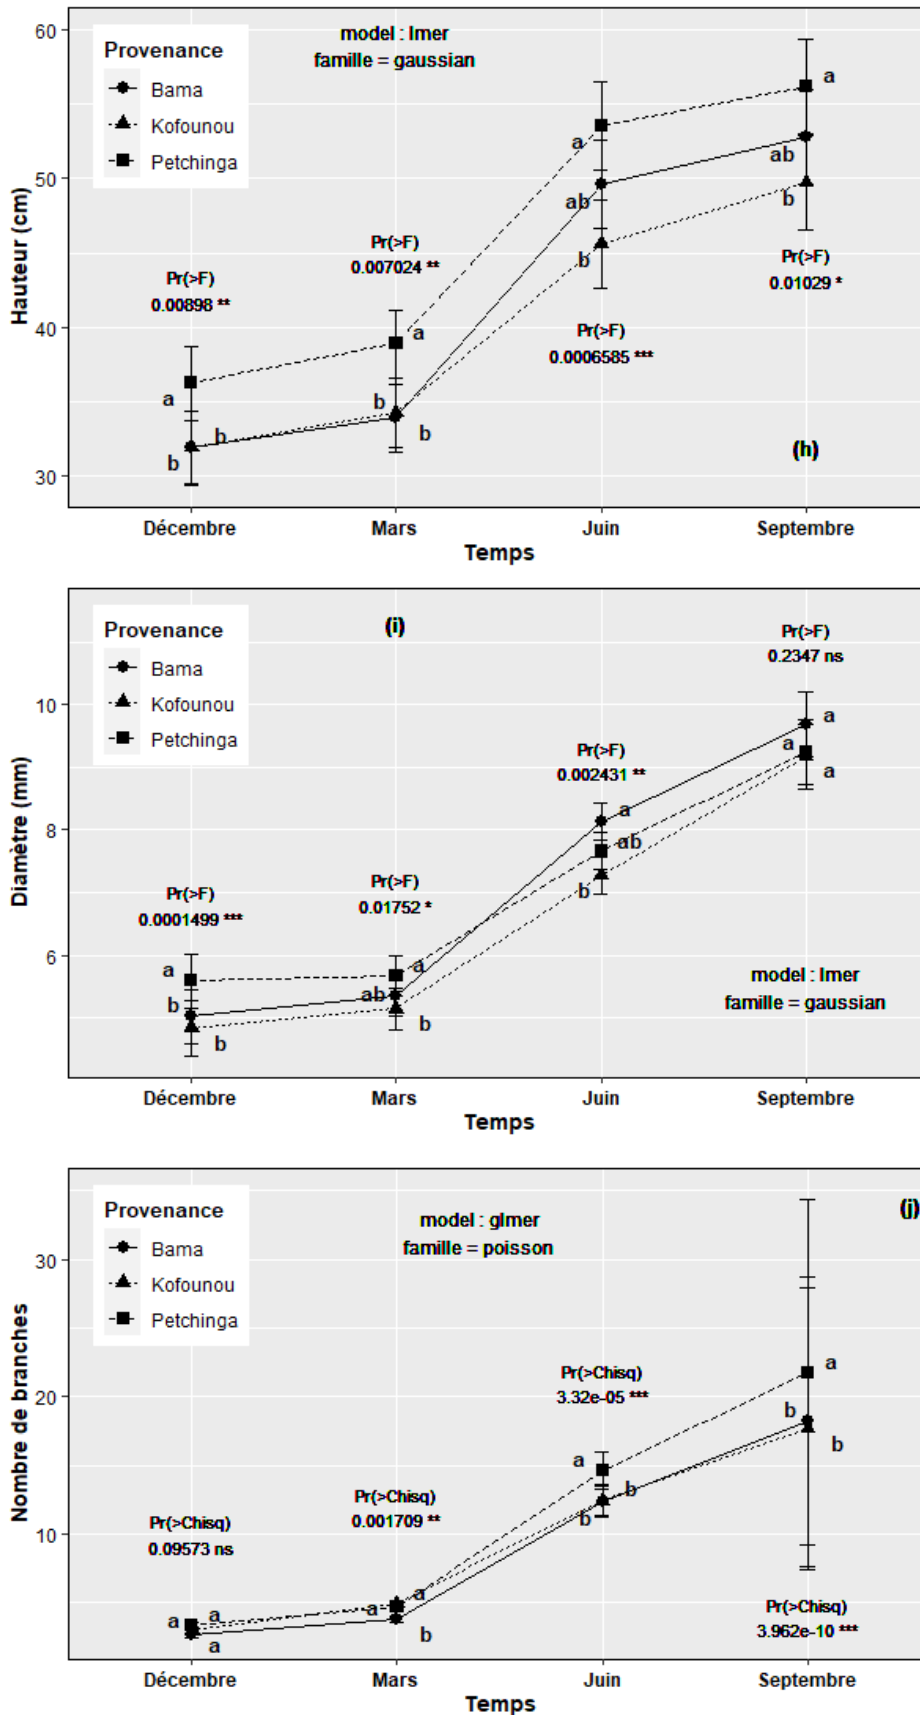 60
model : lmer
Provenance
famille = gaussian
Bama
Kofounou
Petchinga
a
a
ab
50
ab
b
b
Hauteur (cm)
Pr(>F)
0.007024 **
Pr(>F)
0.01029 *
Pr(>F)
0.00898 **
Pr(>F)
0.0006585 ***
40
a
a
b
b
b
b
(h)
30
Décembre
Mars
Juin
Septembre
Temps
Provenance
(i)
Pr(>F)
0.2347 ns
Bama
Kofounou
Petchinga
10
a
a
a
Pr(>F)
0.002431 **
Diamètre (mm)
8
a
ab
b
Pr(>F)
0.01752 *
Pr(>F)
0.0001499 ***
6
a
a
ab
b
b
b
model : lmer
famille = gaussian
Décembre
Mars
Juin
Septembre
Temps
Provenance
model : glmer
famille = poisson
(j)
Bama
Kofounou
Petchinga
30
Nombre de branches
Pr(>Chisq)
3.32e-05 ***
20
a
b
b
a
b
b
Pr(>Chisq)
0.001709 **
10
Pr(>Chisq)
0.09573 ns
a
a
a
a
a
b
Pr(>Chisq)
3.962e-10 ***
Décembre
Mars
Juin
Septembre
Temps